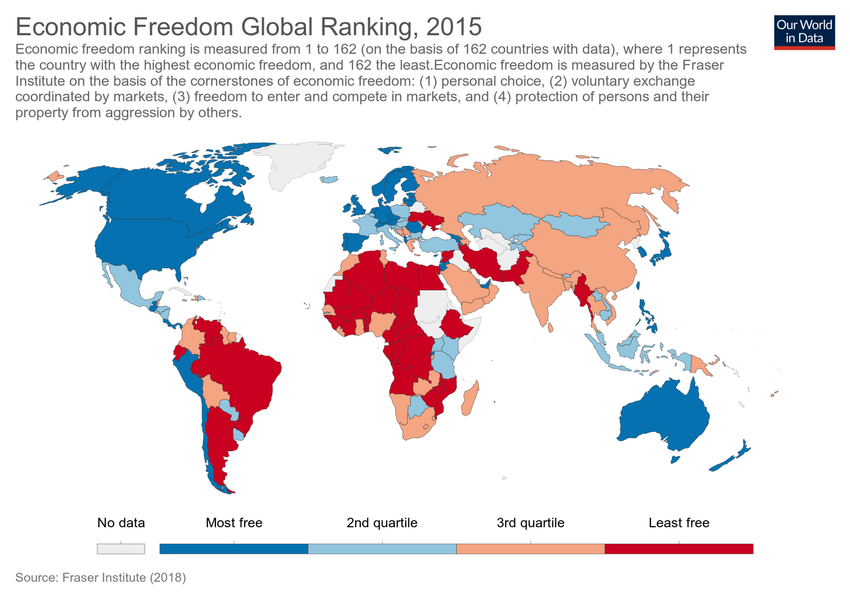 Economic Freedom Global Ranking, 2015
Our World
in Data
Economic freedom ranking is measured from 1 to 162 (on the basis of 162 countries with data), where 1 represents
the country with the highest economic freedom, and 162 the least.Economic freedom is measured by the Fraser
Institute on the basis of the cornerstones of economic freedom: (1) personal choice, (2) voluntary exchange
coordinated by markets, (3) freedom to enter and compete in markets, and (4) protection of persons and their
property from aggression by others.
No data
Most free
2nd quartile
3rd quartile
Least free
Source: Fraser Institute (2018)